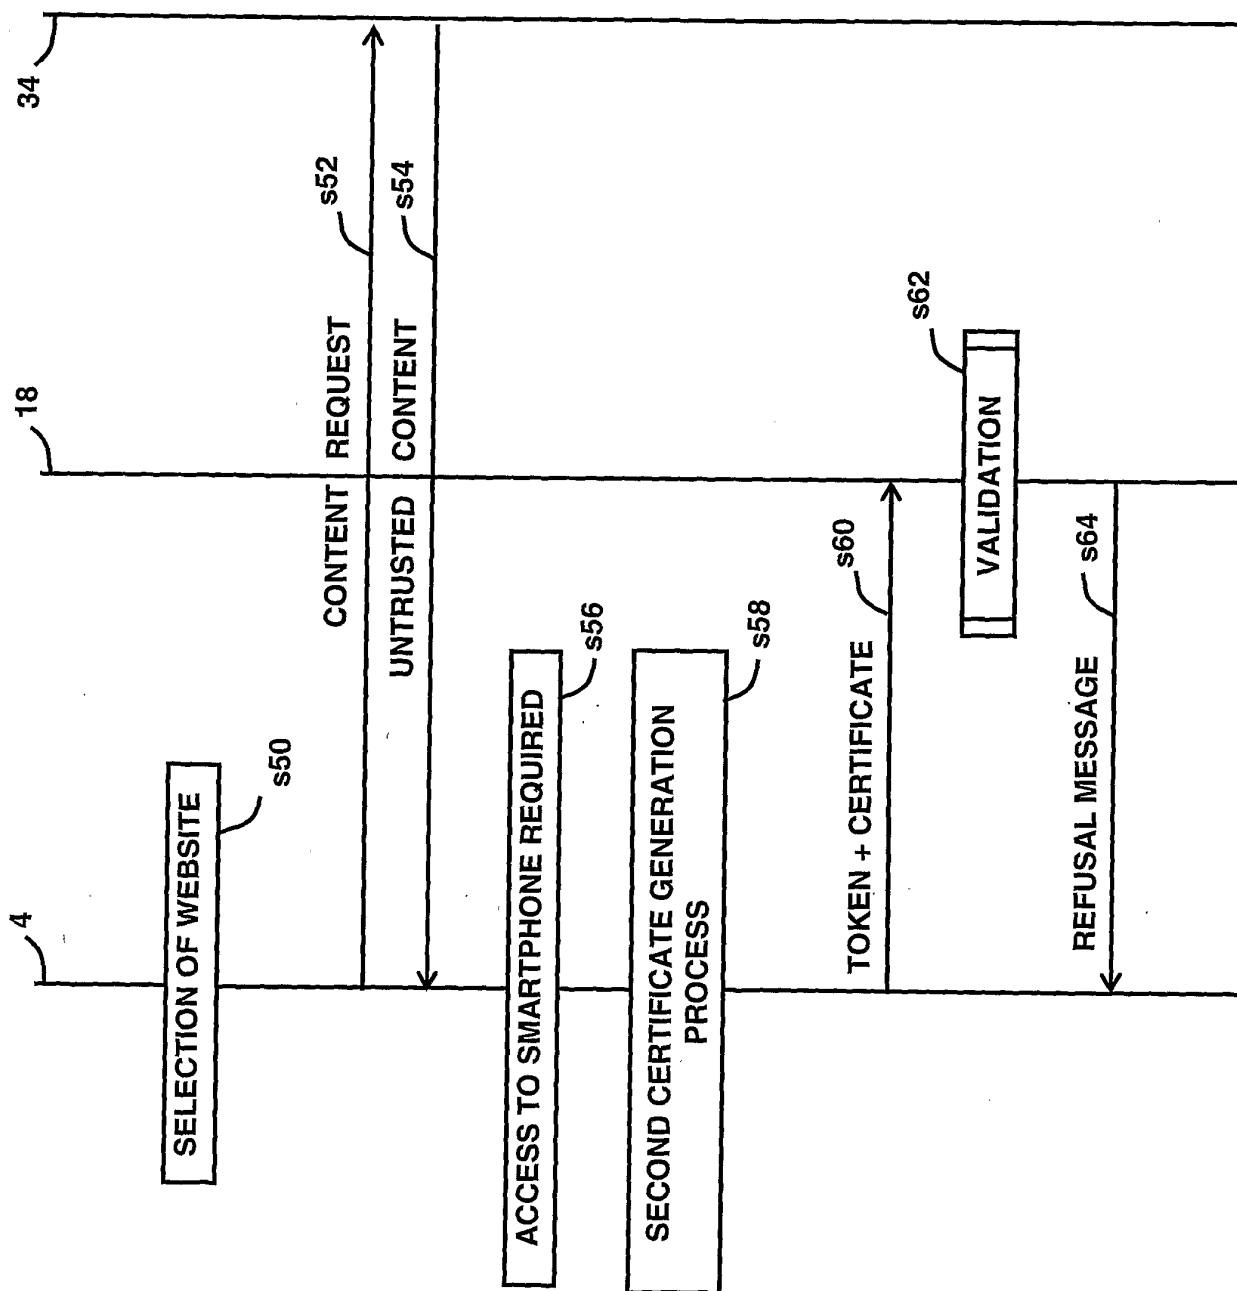 4
18
34
SELECTION OF WEBSITE
s50
CONTENT REQUEST
s52
UNTRUSTED CONTENT
s54
ACCESS TO SMARTPHONE REQUIRED
s56
SECOND CERTIFICATE GENERATION
PROCESS
s58
TOKEN + CERTIFICATE
s60
VALIDATION
s62
REFUSAL MESSAGE
s64